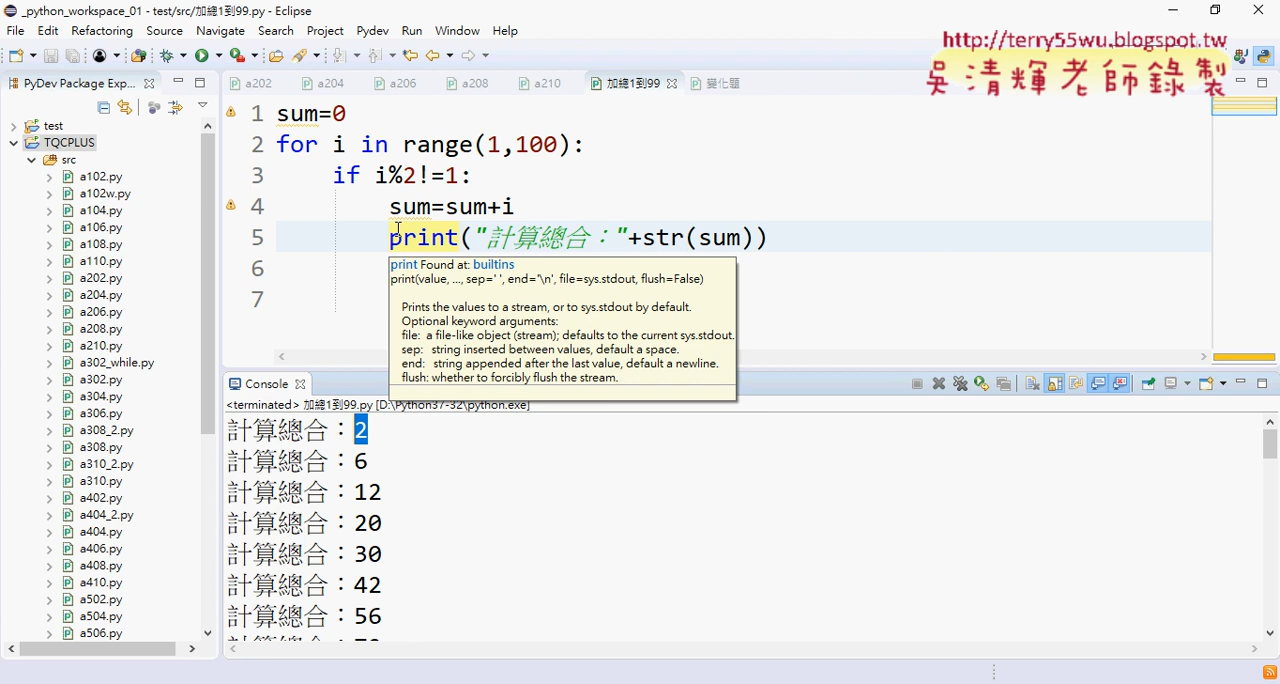 _python_workspace_01 - test/src/加總1到99.py - Eclipse
File Edit Refactoring Source Navigate Search Project Pydev Run Window Help
http://terry55wu.blogspot.tw
吳清輝老師錄製
PyDev Package Exp...
a202 a204 a206 a208 a210 加總1到99 變化題
test
TQCPLUS
src
a102.py
a102w.py
a104.py
a106.py
a108.py
a110.py
a202.py
a204.py
a206.py
a208.py
a210.py
a302_while.py
a302.py
a304.py
a306.py
a308_2.py
a308.py
a310_2.py
a310.py
a402.py
a404_2.py
a404.py
a406.py
a408.py
a410.py
a502.py
a504.py
a506.py
1 sum=0
2 for i in range(1,100):
3 if i%2!=1:
4 sum=sum+i
5 print("計算總合："+str(sum))
6
7
print Found at: builtins
print(value, ..., sep=' ', end='\n', file=sys.stdout, flush=False)
Prints the values to a stream, or to sys.stdout by default.
Optional keyword arguments:
file: a file-like object (stream); defaults to the current sys.stdout.
sep: string inserted between values, default a space.
end: string appended after the last value, default a newline.
flush: whether to forcibly flush the stream.
Console
<terminated> 加總1到99.py [D:\Python37-32\python.exe]
計算總合：2
計算總合：6
計算總合：12
計算總合：20
計算總合：30
計算總合：42
計算總合：56